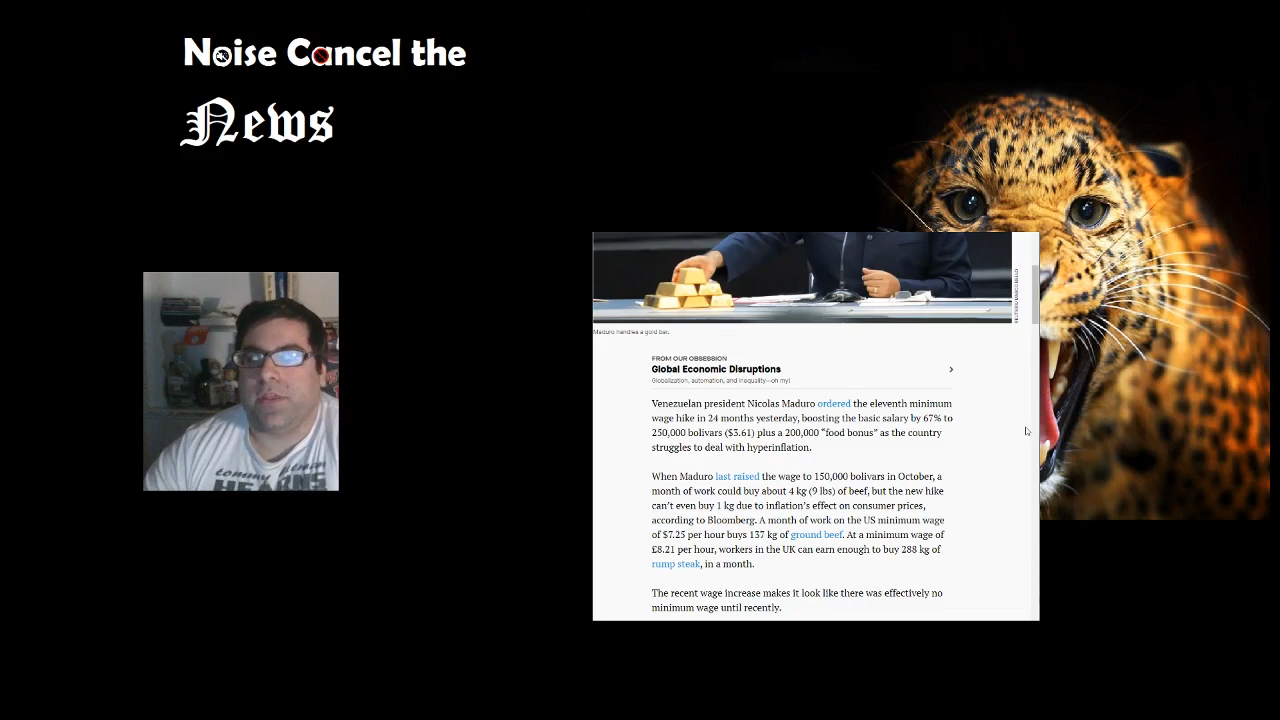 Noise Cancel the
News
Maduro handles a gold bar.
REUTERS/MARCO BELLO
FROM OUR OBSESSION
Global Economic Disruptions
Globalization, automation, and inequality—oh my!
Venezuelan president Nicolas Maduro ordered the eleventh minimum
wage hike in 24 months yesterday, boosting the basic salary by 67% to
250,000 bolivars ($3.61) plus a 200,000 “food bonus” as the country
struggles to deal with hyperinflation.
When Maduro last raised the wage to 150,000 bolivars in October, a
month of work could buy about 4 kg (9 lbs) of beef, but the new hike
can’t even buy 1 kg due to inflation’s effect on consumer prices,
according to Bloomberg. A month of work on the US minimum wage
of $7.25 per hour buys 137 kg of ground beef. At a minimum wage of
£8.21 per hour, workers in the UK can earn enough to buy 288 kg of
rump steak, in a month.
The recent wage increase makes it look like there was effectively no
minimum wage until recently.
HEARNS